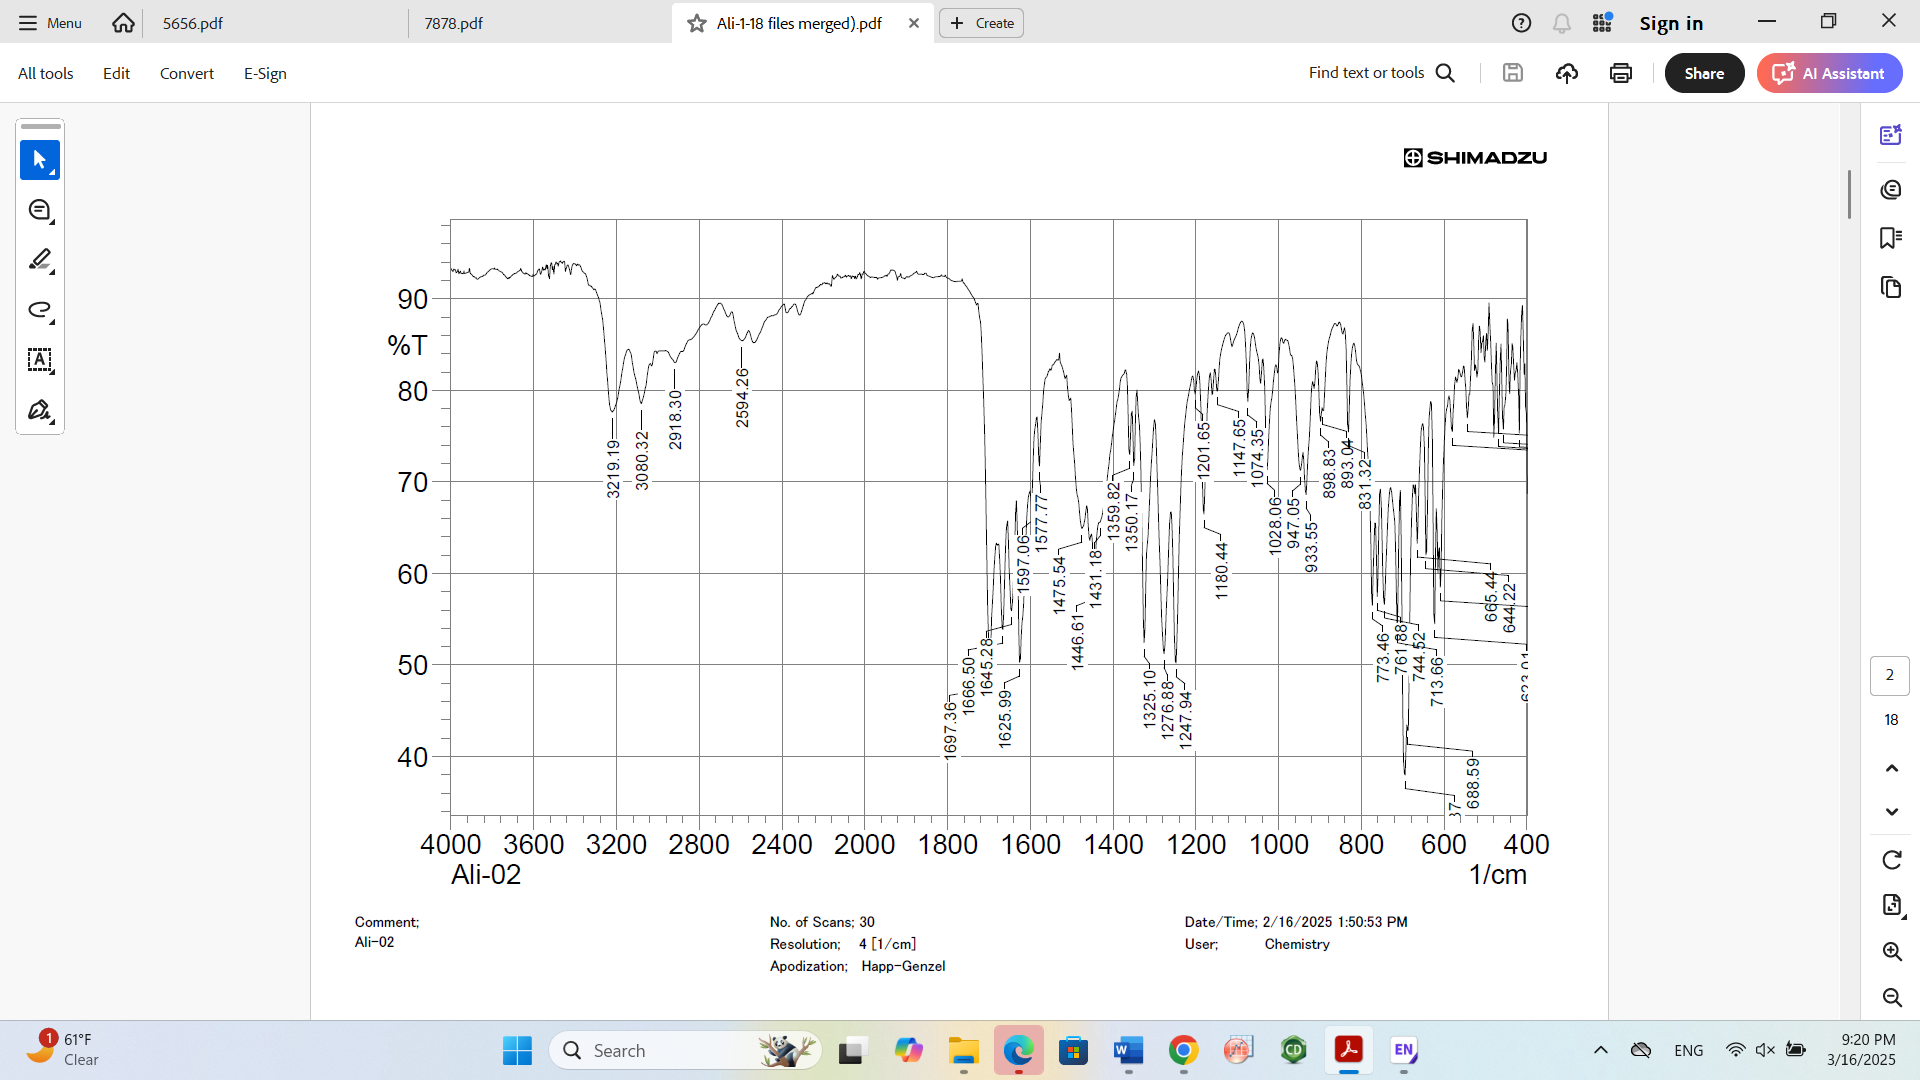 Menu
5656.pdf
7878.pdf
Ali-1-18 files merged).pdf
Create
Sign in
All tools
Edit
Convert
E-Sign
Find text or tools
Share
AI Assistant
SHIMADZU
90
%T
80
70
60
50
40
3219.19
3080.32
2918.30
2594.26
1697.36
1666.50
1645.28
1625.99
1597.06
1577.77
1475.54
1446.61
1431.18
1359.82
1350.17
1325.10
1276.88
1247.94
1201.65
1180.44
1147.65
1074.35
1028.06
947.05
933.55
898.83
893.04
831.32
773.46
761.88
744.52
713.66
688.59
665.44
644.22
4000 3600 3200 2800 2400 2000 1800 1600 1400 1200 1000 800 600 400
Ali-02 1/cm
Comment;
Ali-02
No. of Scans; 30
Resolution; 4 [1/cm]
Apodization; Happ-Genzel
Date/Time; 2/16/2025 1:50:53 PM
User; Chemistry
2
18
1
61°F
Clear
Search
CD
EN
ENG
9:20 PM
3/16/2025